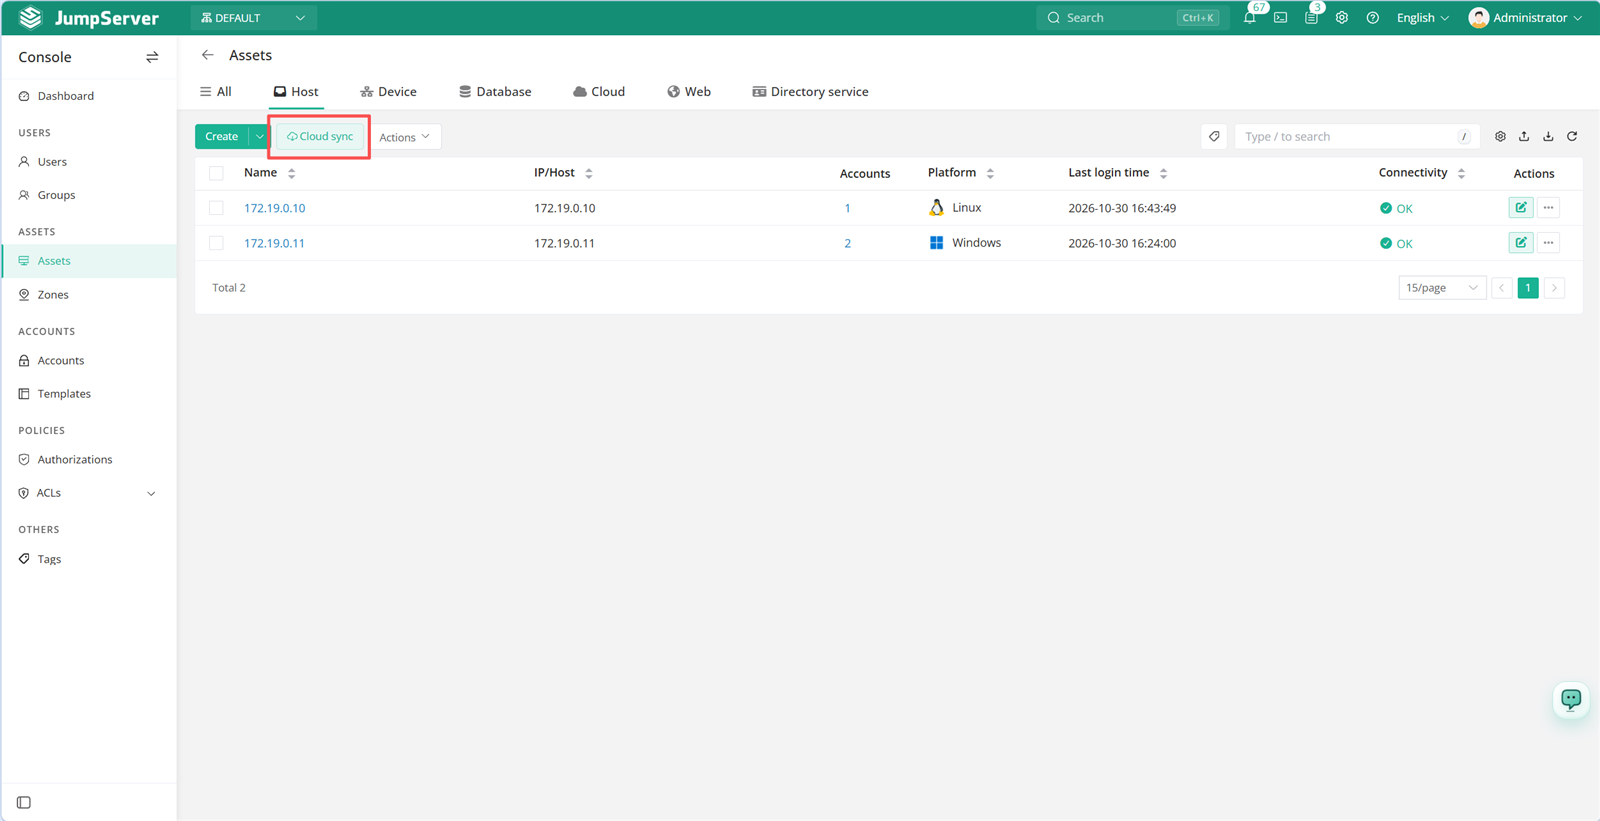 JumpServer DEFAULT Search Ctrl+K 67 3 English Administrator
Console
Assets
All Host Device Database Cloud Web Directory service
Dashboard
USERS
Users
Groups
ASSETS
Assets
Zones
ACCOUNTS
Accounts
Templates
POLICIES
Authorizations
ACLs
OTHERS
Tags
Create Cloud sync Actions Type / to search /
Name IP/Host Accounts Platform Last login time Connectivity Actions
172.19.0.10 172.19.0.10 1 Linux 2026-10-30 16:43:49 OK
172.19.0.11 172.19.0.11 2 Windows 2026-10-30 16:24:00 OK
Total 2 15/page 1